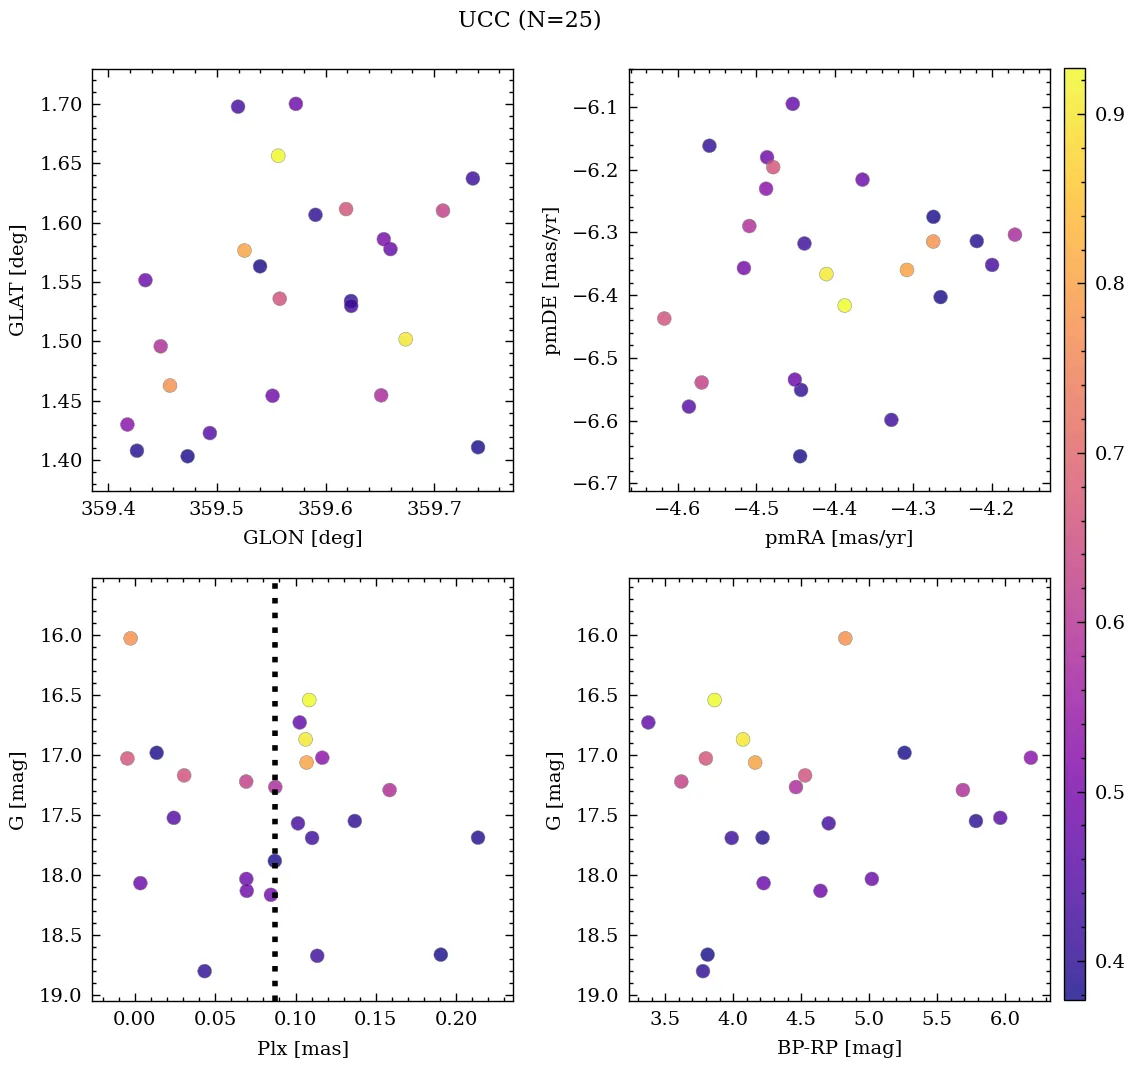 UCC (N=25)
1.70
1.65
1.60
1.55
1.50
1.45
1.40
GLAT [deg]
359.4 359.5 359.6 359.7
GLON [deg]
−6.1
−6.2
−6.3
−6.4
−6.5
−6.6
−6.7
pmDE [mas/yr]
−4.6 −4.5 −4.4 −4.3 −4.2
pmRA [mas/yr]
16.0
16.5
17.0
17.5
18.0
18.5
19.0
G [mag]
0.00 0.05 0.10 0.15 0.20
Plx [mas]
16.0
16.5
17.0
17.5
18.0
18.5
19.0
G [mag]
3.5 4.0 4.5 5.0 5.5 6.0
BP-RP [mag]
0.9
0.8
0.7
0.6
0.5
0.4